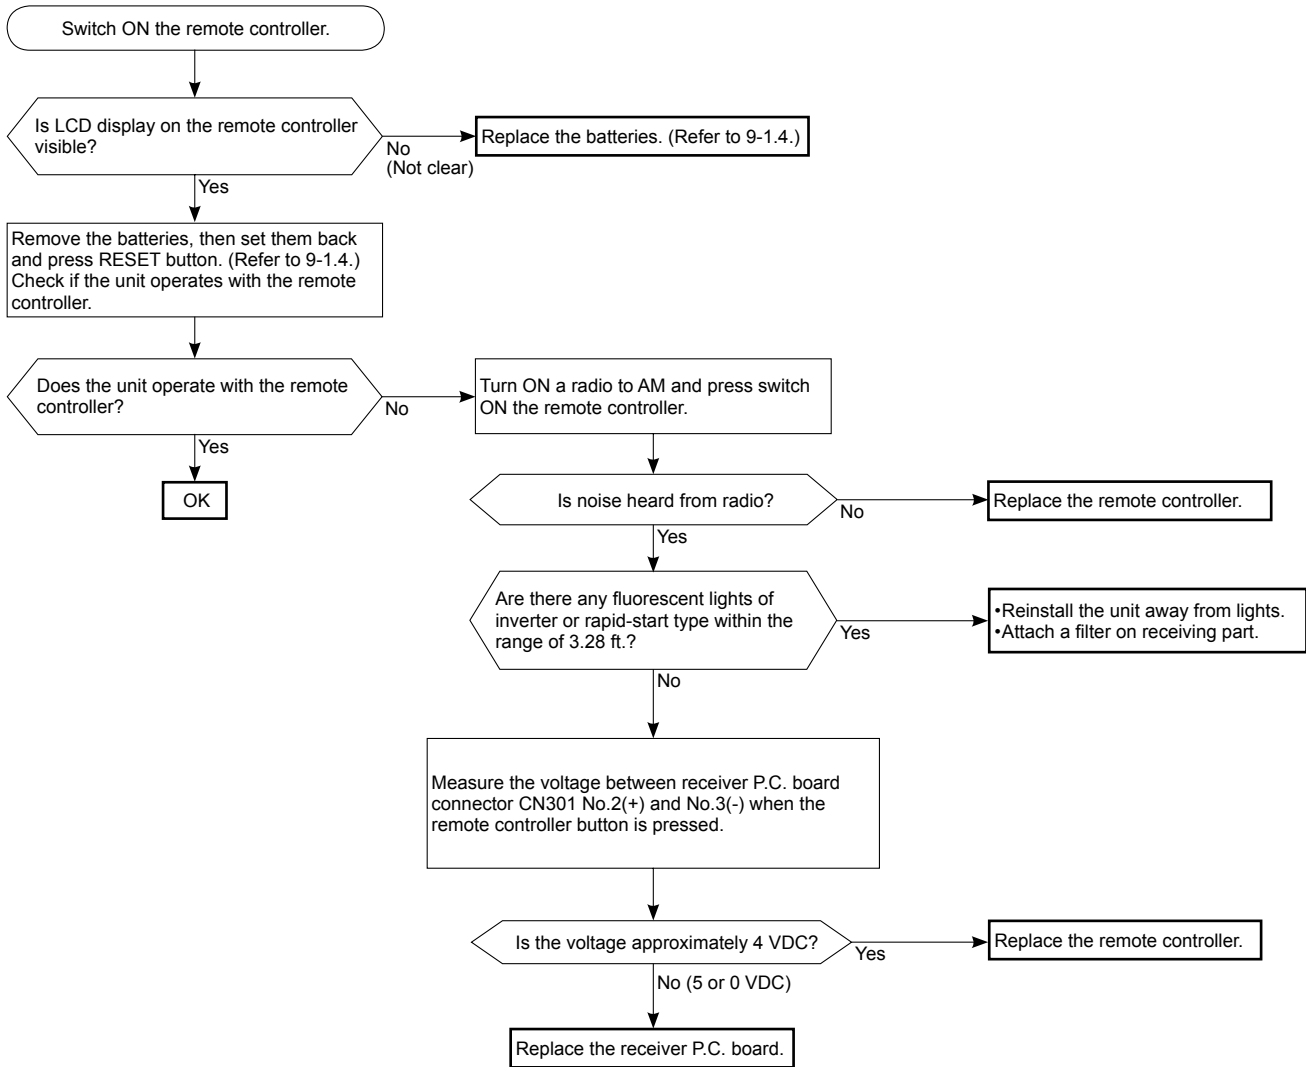 Switch ON the remote controller.
Is LCD display on the remote controller
visible?
No
(Not clear)
Replace the batteries. (Refer to 9-1.4.)
Yes
Remove the batteries, then set them back
and press RESET button. (Refer to 9-1.4.)
Check if the unit operates with the remote
controller.
Does the unit operate with the remote
controller?
No
Turn ON a radio to AM and press switch
ON the remote controller.
Yes
OK
Is noise heard from radio?
No
Replace the remote controller.
Yes
Are there any fluorescent lights of
inverter or rapid-start type within the
range of 3.28 ft.?
Yes
•Reinstall the unit away from lights.
•Attach a filter on receiving part.
No
Measure the voltage between receiver P.C. board
connector CN301 No.2(+) and No.3(-) when the
remote controller button is pressed.
Is the voltage approximately 4 VDC?
Yes
Replace the remote controller.
No (5 or 0 VDC)
Replace the receiver P.C. board.